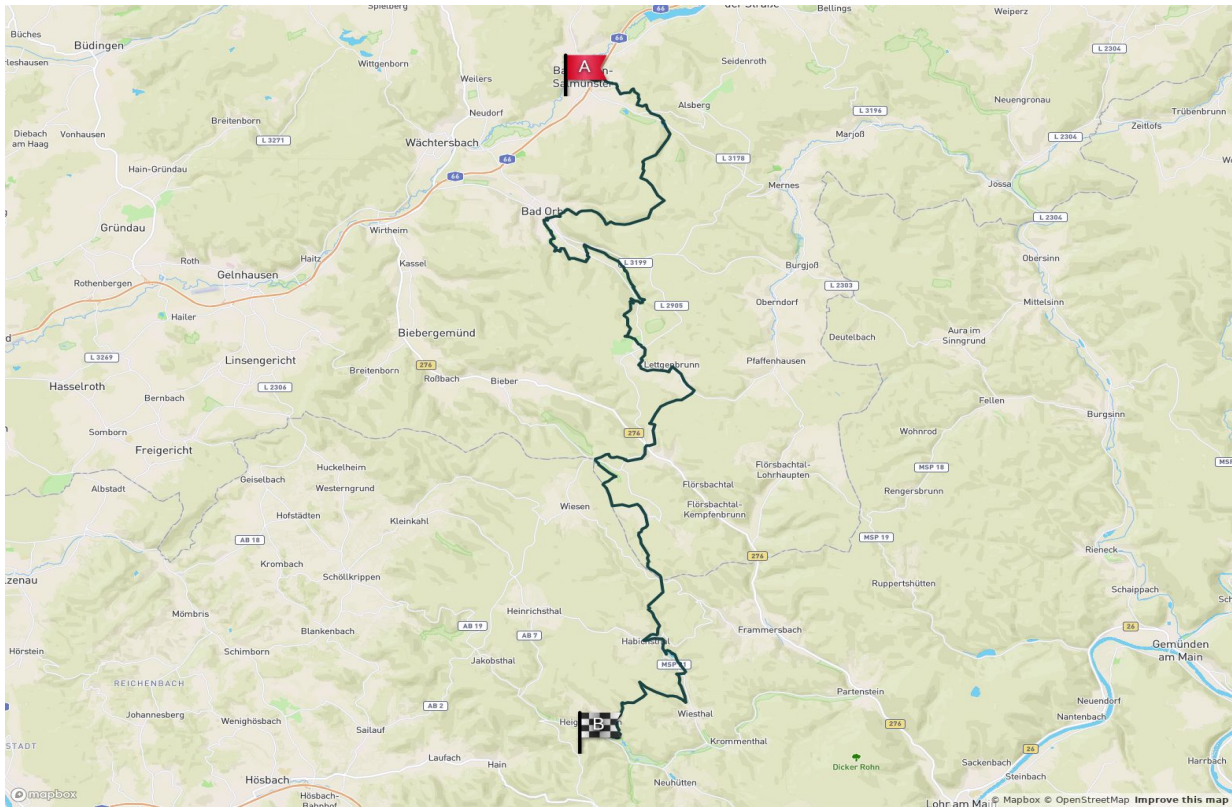 Spielberg
66
der Straße
Bellings
Weiperz
Büches
Büdingen
L 2304
Wittgenborn
Seidenroth
A
Weilers
Salmünster
Neuengronau
Alsberg
Trübenbrunn
Neudorf
L 3196
Breitenborn
Zeitlofs
Diebach
am Haag
Vonhausen
Marjoß
L 2304
L 3271
Wächtersbach
66
L 3178
Hain-Gründau
66
Mernes
Jossa
Bad Orb
L 2304
Gründau
Wirtheim
Obersinn
Roth
Haitz
Kassel
L 3199
Burgjoß
Gelnhausen
Rothenbergen
L 2303
Oberndorf
Mittelsinn
L 2905
Hailer
Biebergemünd
Aura im
Sinngrund
Deutelbach
L 3269
Linsengericht
276
Lettgenbrunn
Pfaffenhausen
Breitenborn
Roßbach
Bieber
Hasselroth
L 2306
Bernbach
Fellen
Burgsinn
Somborn
276
Wohnrod
Freigericht
Huckelheim
Flörsbachtal-
Lohrhaupten
MSP 18
Geiselbach
Westerngrund
Flörsbachtal
Albstadt
Rengersbrunn
Wiesen
Flörsbachtal-
Kempfenbrunn
Hofstädten
Kleinkahl
AB 18
MSP 19
Rieneck
276
Krombach
Schöllkrippen
Ruppertshütten
Schaippach
Mömbris
Heinrichsthal
Blankenbach
AB 19
AB 7
Frammersbach
26
Habichsthal
Gemünden
am Main
Hörstein
Schimborn
Jakobsthal
REICHENBACH
Partenstein
Neuendorf
AB 2
Johannesberg
Wiesthal
Nantenbach
Wenighösbach
B
276
Sailauf
Krommenthal
STADT
Laufach
Hain
Dicker Rohn
26
Sackenbach
Harrbach
Hösbach
Neuhütten
Steinbach
Hösbach-
Bahnhof
Lohr am Main
mapbox
© Mapbox © OpenStreetMap Improve this map